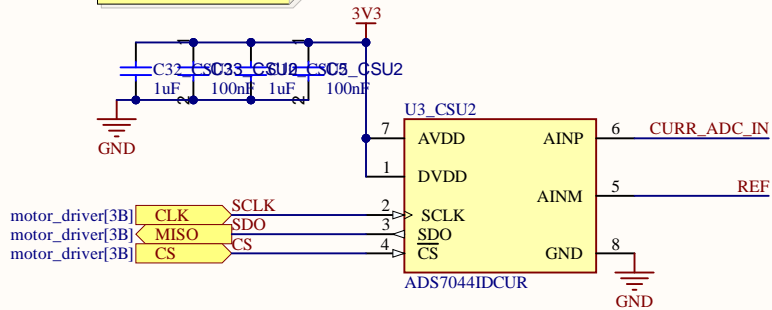 3V3
C32_CSU2
C33_CSU2
C5_CSU2
1uF
100nF
1uF
100nF
GND
U3_CSU2
7
AVDD
AINP
6
CURR_ADC_IN
1
DVDD
AINM
5
REF
motor_driver[3B]
CLK
SCLK
2
SCLK
motor_driver[3B]
MISO
SDO
3
SDO
motor_driver[3B]
CS
CS
4
CS
GND
8
ADS7044IDCUR
GND